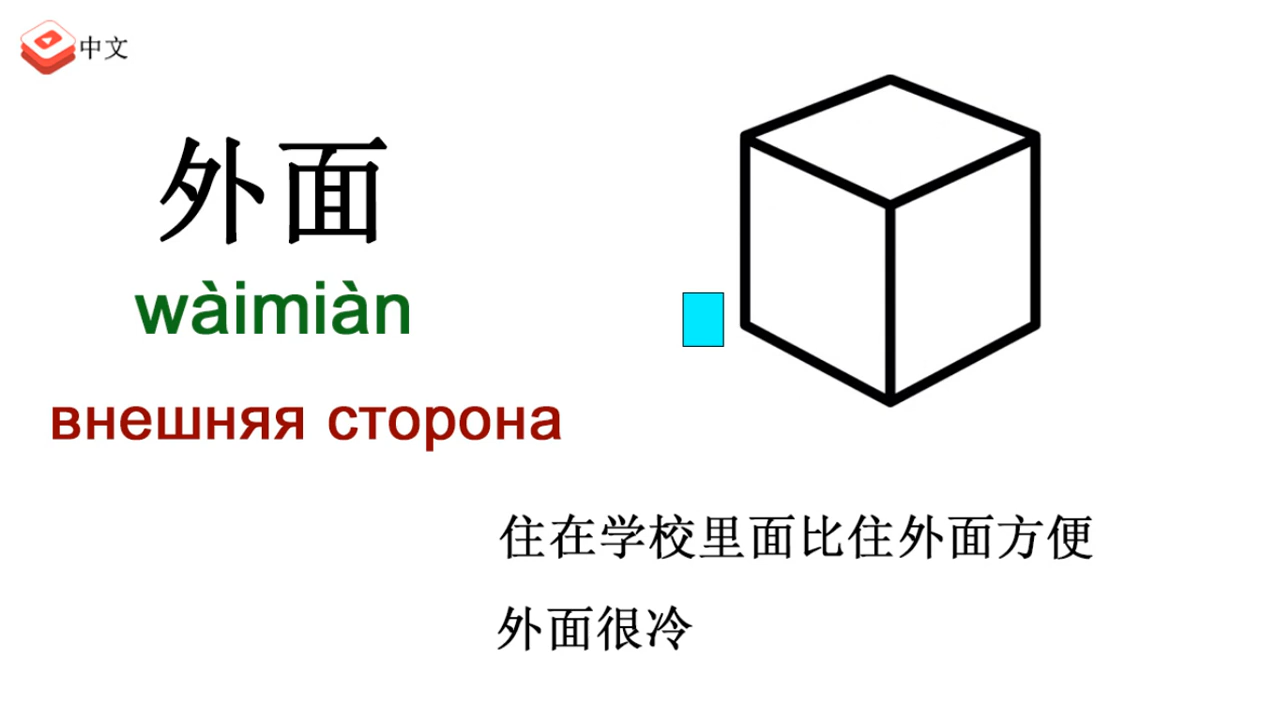 中文
外面
wàimiàn
внешняя сторона
住在学校里面比住外面方便
外面很冷